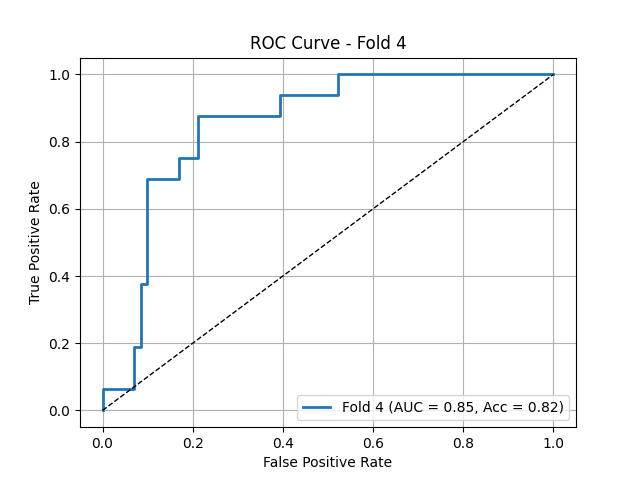 ROC Curve - Fold 4
True Positive Rate
1.0
0.8
0.6
0.4
0.2
0.0
Fold 4 (AUC = 0.85, Acc = 0.82)
0.0 0.2 0.4 0.6 0.8 1.0
False Positive Rate